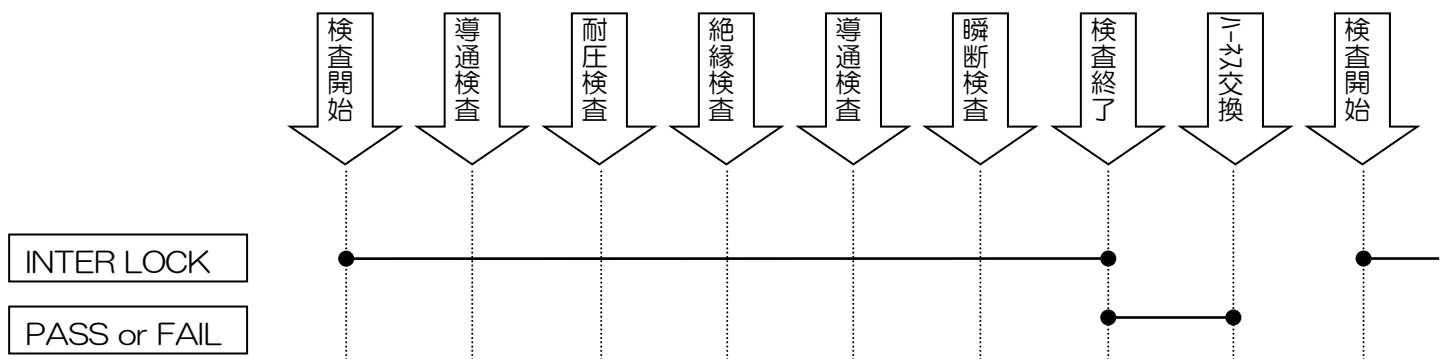 検査開始
導通検査
耐圧検査
絶縁検査
導通検査
瞬断検査
検査終了
ハーネス交換
検査開始
INTER LOCK
PASS or FAIL